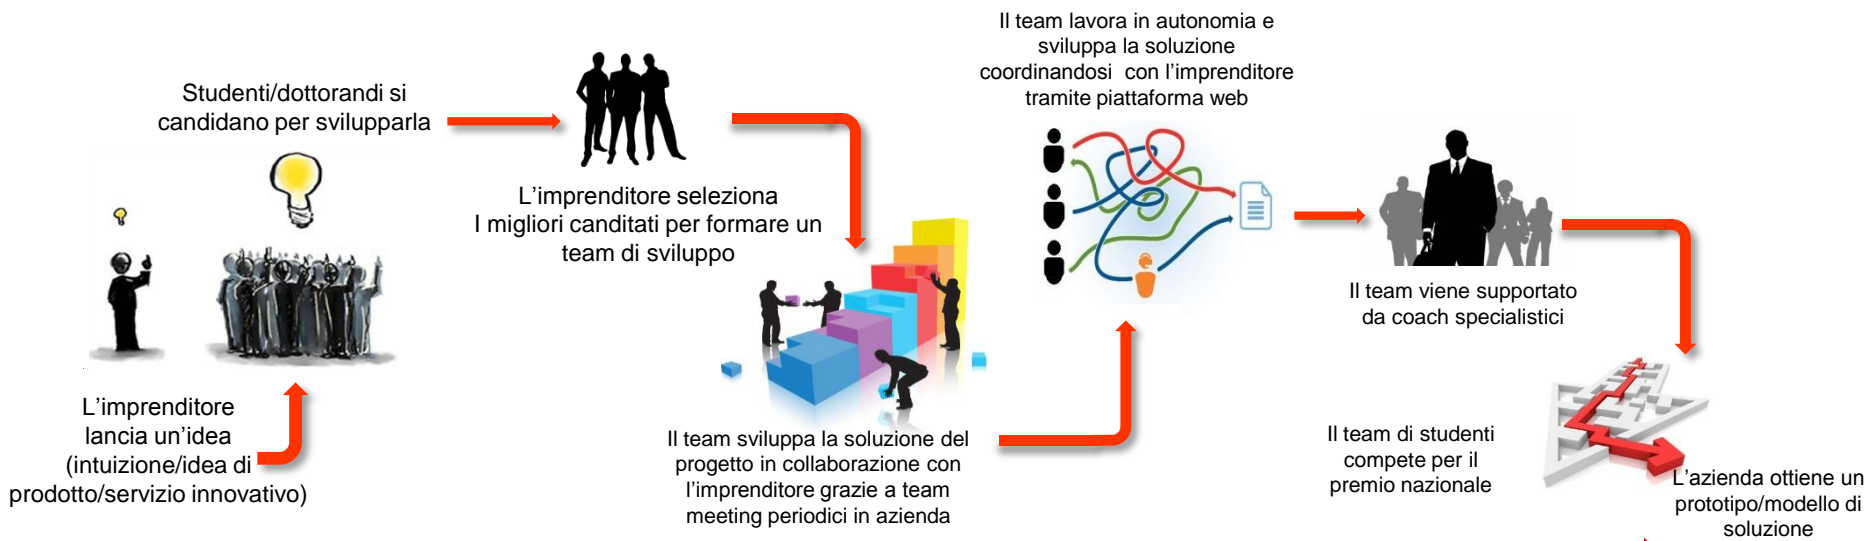 L'imprenditore
lancia un'idea
(intuizione/idea di
prodotto/servizio innovativo)
Studenti/dottorandi si
candidano per svilupparla
L'imprenditore seleziona
I migliori canditati per formare un
team di sviluppo
Il team sviluppa la soluzione del
progetto in collaborazione con
l'imprenditore grazie a team
meeting periodici in azienda
Il team lavora in autonomia e
sviluppa la soluzione
coordinandosi con l'imprenditore
tramite piattaforma web
Il team viene supportato
da coach specialistici
Il team di studenti
compete per il
premio nazionale
L'azienda ottiene un
prototipo/modello di
soluzione